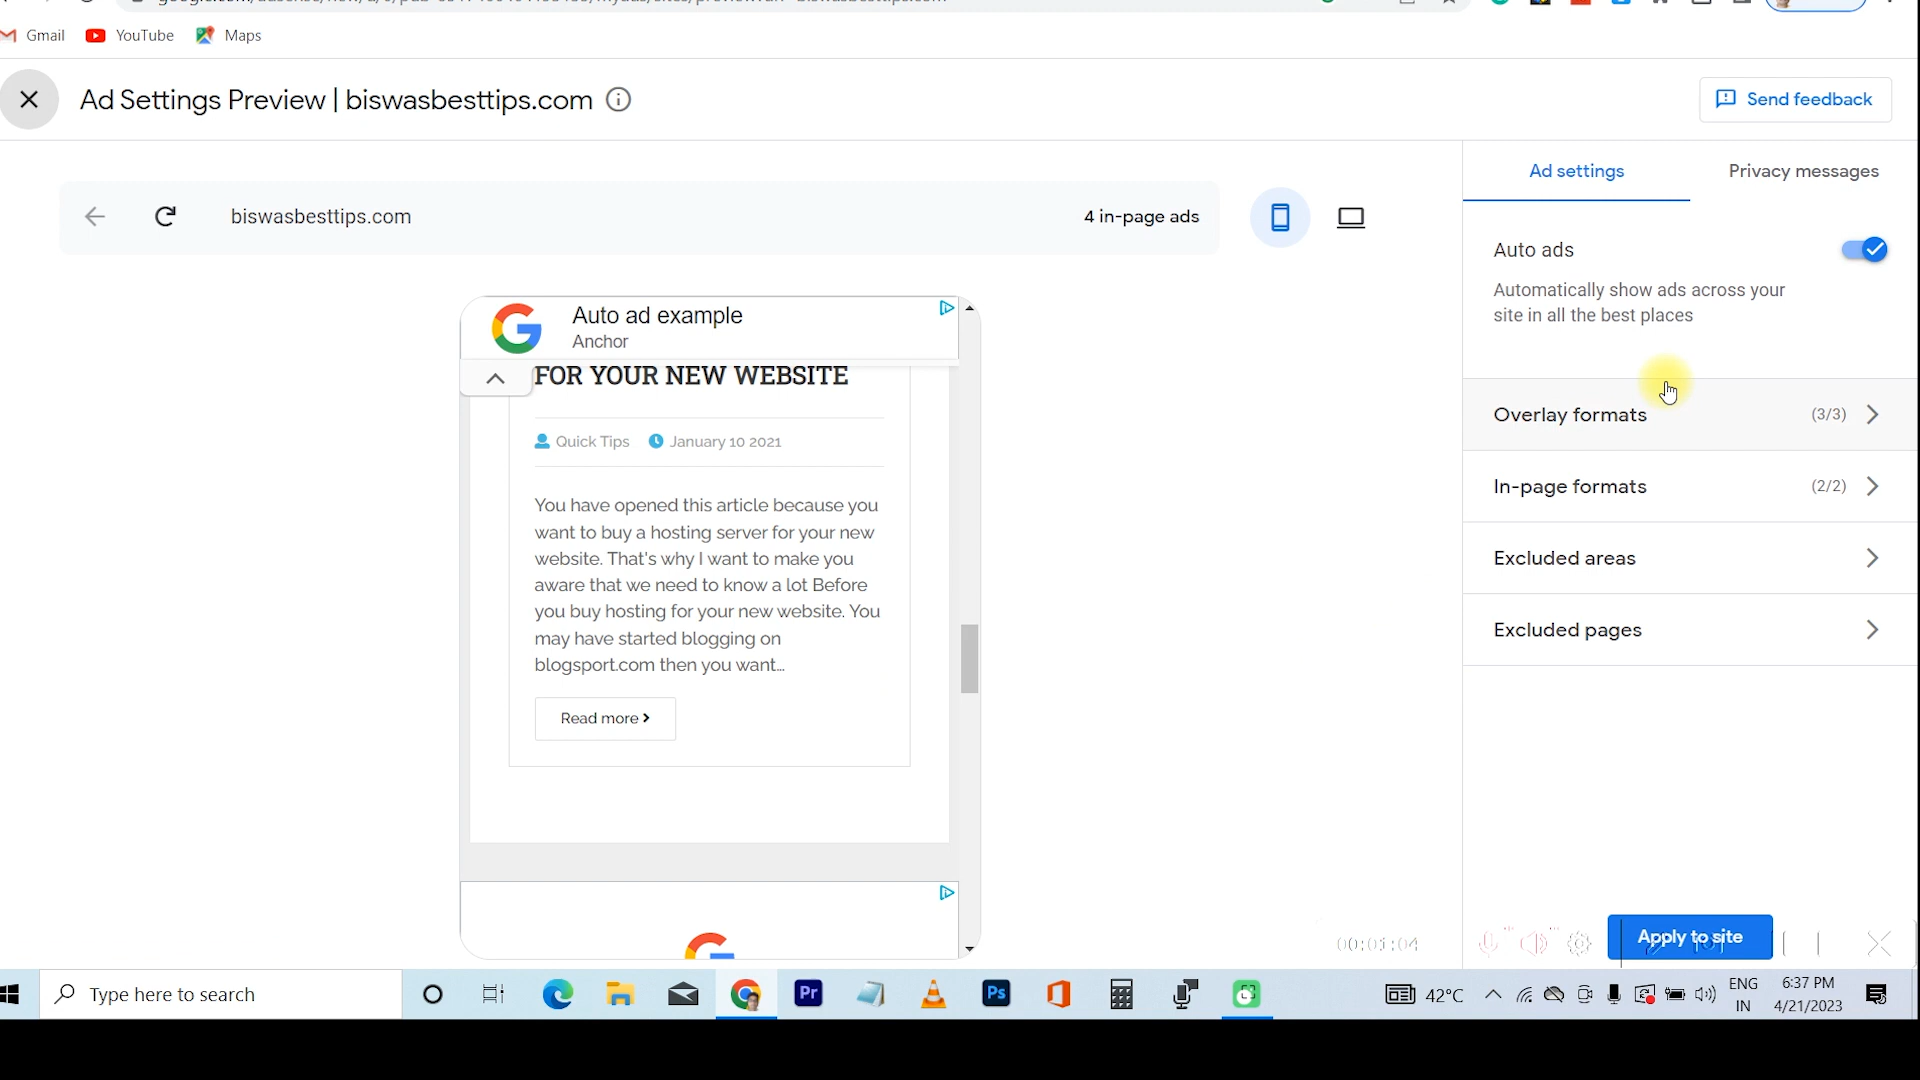 Gmail YouTube Maps
Ad Settings Preview | biswasbesttips.com
Send feedback
Ad settings Privacy messages
biswasbesttips.com 4 in-page ads
Auto ads
Automatically show ads across your
site in all the best places
Auto ad example
Anchor
FOR YOUR NEW WEBSITE
Quick Tips January 10 2021
You have opened this article because you
want to buy a hosting server for your new
website. That's why I want to make you
aware that we need to know a lot Before
you buy hosting for your new website. You
may have started blogging on
blogsport.com then you want...
Read more
Overlay formats (3/3)
In-page formats (2/2)
Excluded areas
Excluded pages
00:01:04
Apply to site
Type here to search
Pr
Ps
42°C
ENG
IN
6:37 PM
4/21/2023